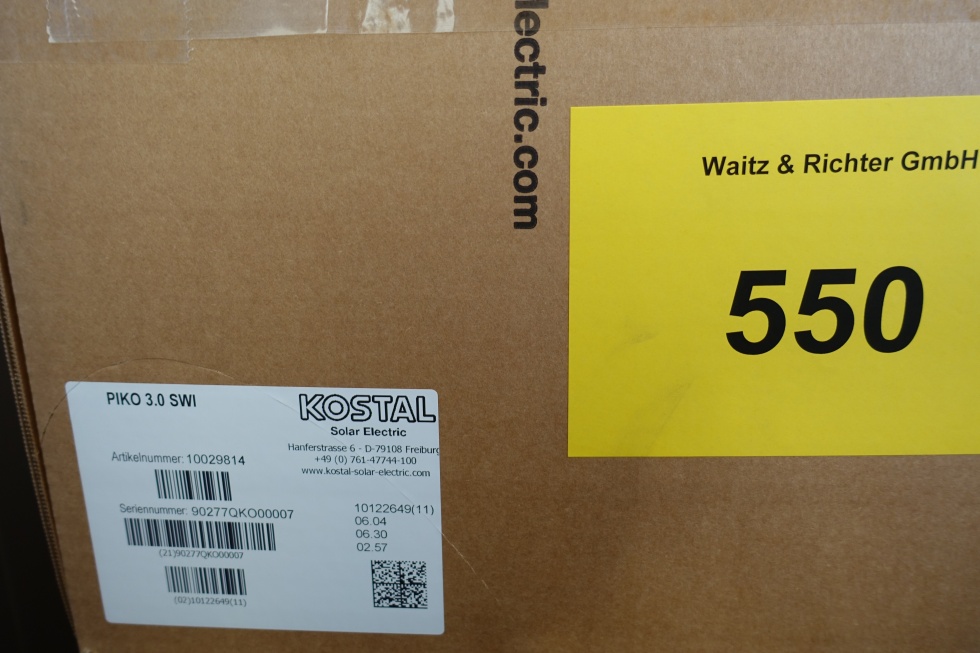 lectric.com
Waitz & Richter GmbH
550
PIKO 3.0 SWI
KOSTAL
Solar Electric
Hanferstrasse 6 - D-79108 Freiburg
+49 (0) 761-47744-100
www.kostal-solar-electric.com
Artikelnummer: 10029814
Seriennummer: 90277QKO00007
(21)90277QKO00007
(02)10122649(11)
10122649(11)
06.04
06.30
02.57